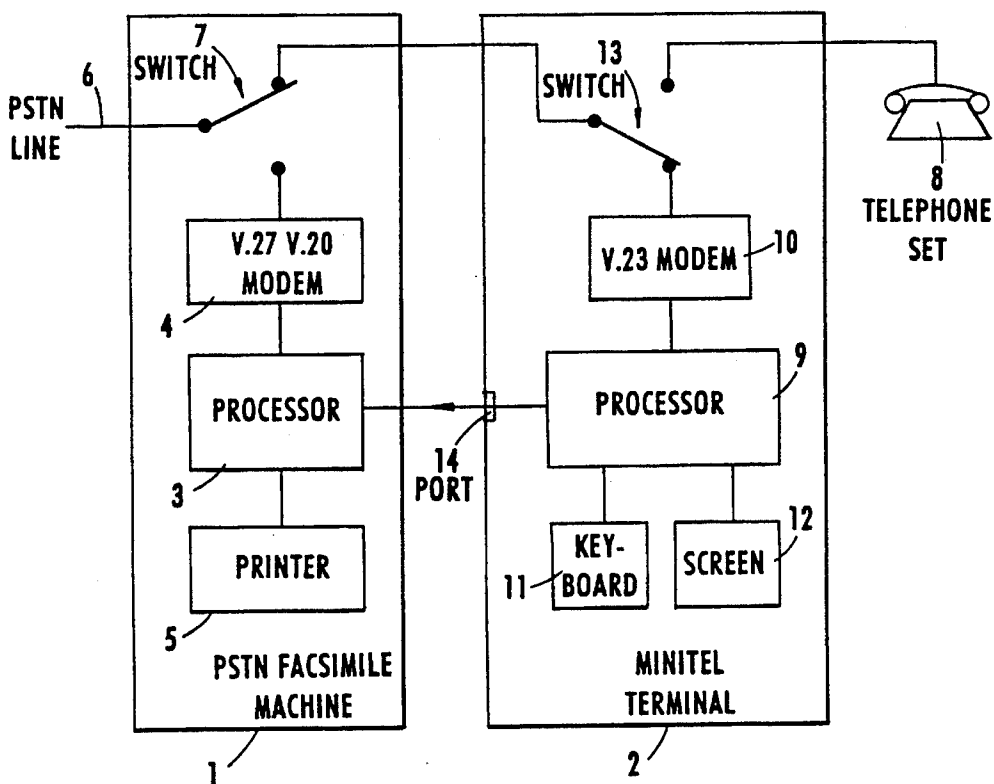 7
SWITCH
6
PSTN
LINE
13
SWITCH
8
TELEPHONE
SET
V.27 V.20
MODEM
4
V.23 MODEM
10
PROCESSOR
3
PROCESSOR
9
14
PORT
PRINTER
5
KEY-
BOARD
11
SCREEN
12
PSTN FACSIMILE
MACHINE
1
MINITEL
TERMINAL
2